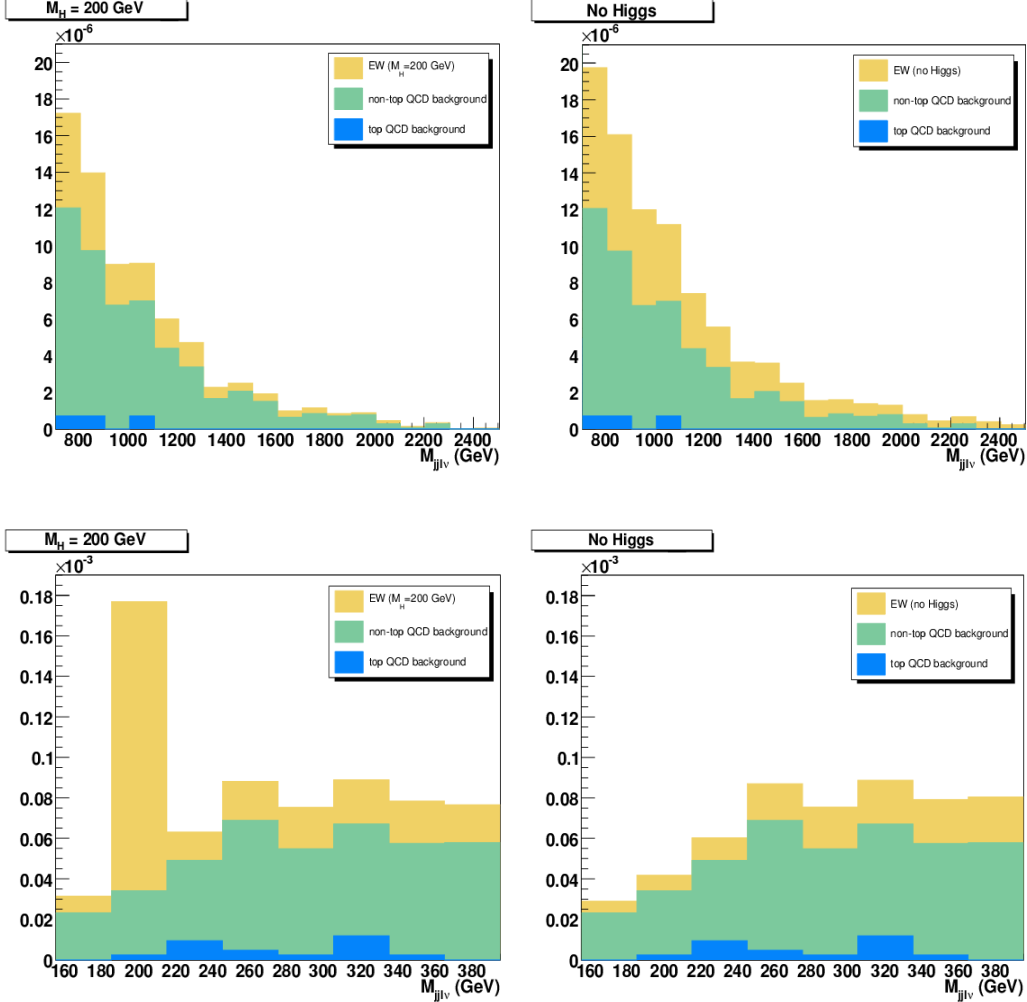 M_H = 200 GeV
×10^-6
20
18
16
14
12
10
8
6
4
2
0
EW (M_H=200 GeV)
non-top QCD background
top QCD background
800 1000 1200 1400 1600 1800 2000 2200 2400
M_jjlν (GeV)
No Higgs
×10^-6
20
18
16
14
12
10
8
6
4
2
0
EW (no Higgs)
non-top QCD background
top QCD background
800 1000 1200 1400 1600 1800 2000 2200 2400
M_jjlν (GeV)
M_H = 200 GeV
×10^-3
0.18
0.16
0.14
0.12
0.1
0.08
0.06
0.04
0.02
0
EW (M_H=200 GeV)
non-top QCD background
top QCD background
160 180 200 220 240 260 280 300 320 340 360 380
M_jjlν (GeV)
No Higgs
×10^-3
0.18
0.16
0.14
0.12
0.1
0.08
0.06
0.04
0.02
0
EW (no Higgs)
non-top QCD background
top QCD background
160 180 200 220 240 260 280 300 320 340 360 380
M_jjlν (GeV)